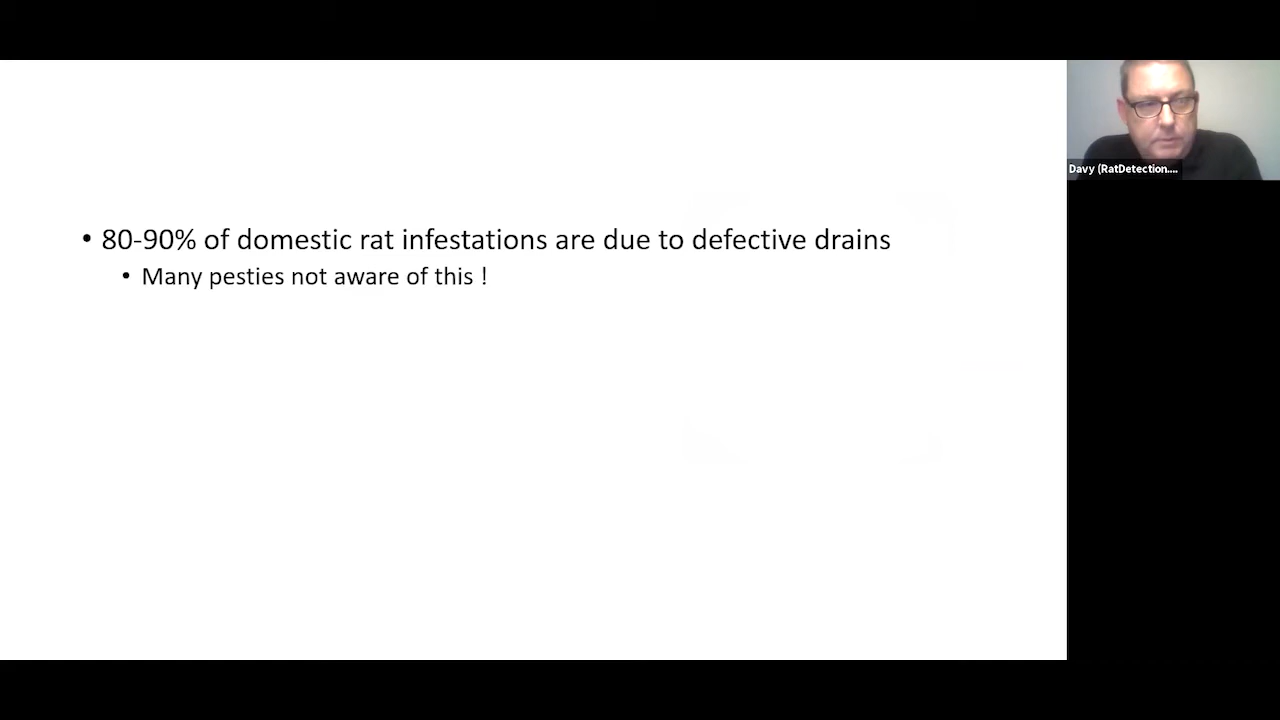 • 80-90% of domestic rat infestations are due to defective drains
• Many pesties not aware of this !
Davy (RatDetection....